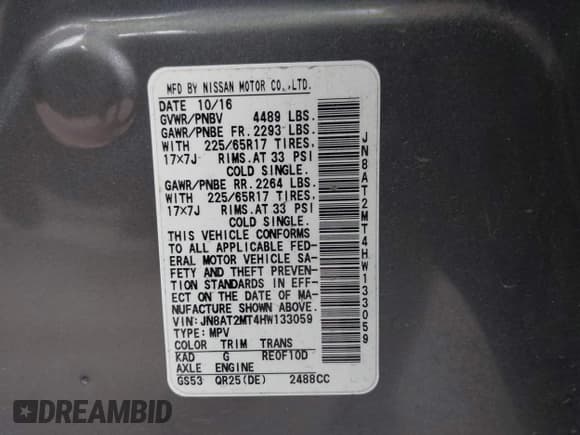 MFD BY NISSAN MOTOR CO.,LTD.
DATE 10/16
GVWR/PNBV 4489 LBS.
GAWR/PNBE FR. 2293 LBS.
WITH 225/65R17 TIRES,
17X7J RIMS. AT 33 PSI
COLD SINGLE.
GAWR/PNBE RR. 2264 LBS.
WITH 225/65R17 TIRES,
17X7J RIMS. AT 33 PSI
COLD SINGLE.
THIS VEHICLE CONFORMS
TO ALL APPLICABLE FED-
ERAL MOTOR VEHICLE SA-
FETY AND THEFT PREVEN-
TION STANDARDS IN EFF-
ECT ON THE DATE OF MA-
NUFACTURE SHOWN ABOVE.
VIN: JN8AT2MT4HW133059
TYPE: MPV
COLOR TRIM TRANS
KAD G RE0F10D
AXLE ENGINE
GS53 QR25(DE) 2488CC
JN8AT2MT4HW133059
DREAMBID